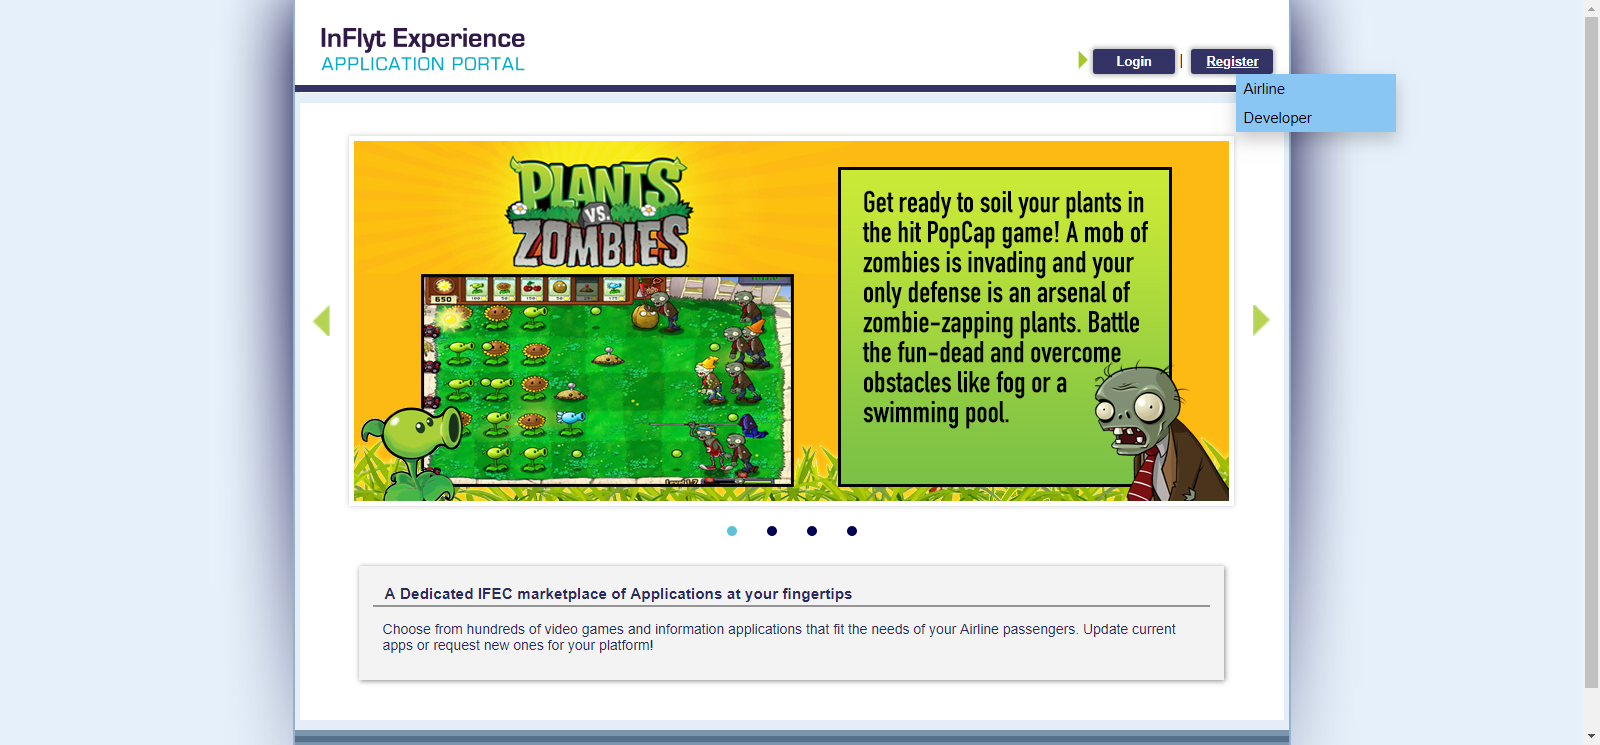 InFlyt Experience
APPLICATION PORTAL
Login | Register
Airline
Developer
PLANTS
VS.
ZOMBIES
650
Get ready to soil your plants in
the hit PopCap game! A mob of
zombies is invading and your
only defense is an arsenal of
zombie-zapping plants. Battle
the fun-dead and overcome
obstacles like fog or a
swimming pool.
A Dedicated IFEC marketplace of Applications at your fingertips
Choose from hundreds of video games and information applications that fit the needs of your Airline passengers. Update current
apps or request new ones for your platform!